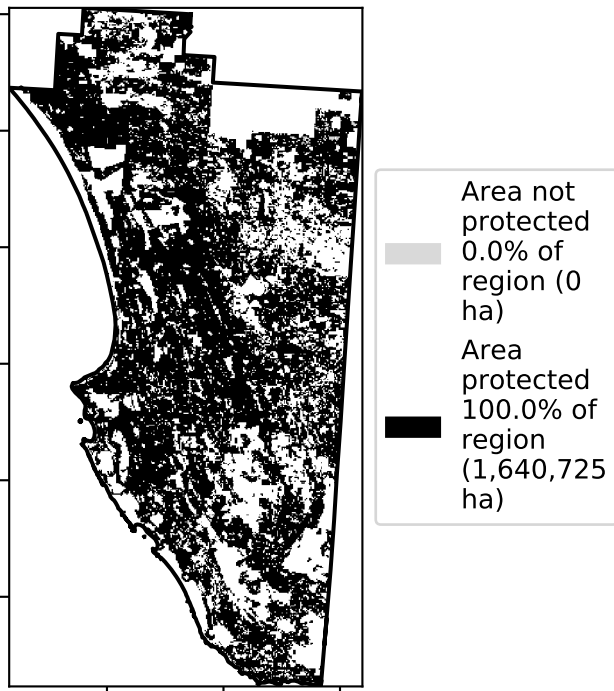 Area not
protected
0.0% of
region (0
ha)
Area
protected
100.0% of
region
(1,640,725
ha)